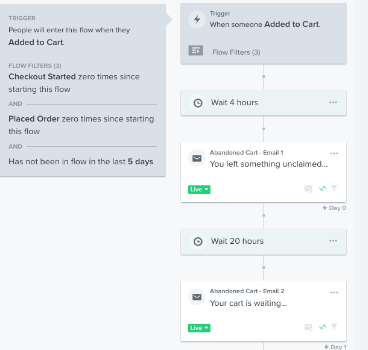 TRIGGER
People will enter this flow when they
Added to Cart.
FLOW FILTERS (3)
Checkout Started zero times since
starting this flow
AND
Placed Order zero times since starting
this flow
AND
Has not been in flow in the last 5 days
Trigger
When someone Added to Cart.
Flow Filters (3)
Wait 4 hours
Abandoned Cart - Email 1
You left something unclaimed...
Live
Day 0
Wait 20 hours
Abandoned Cart - Email 2
Your cart is waiting...
Live
Day 1